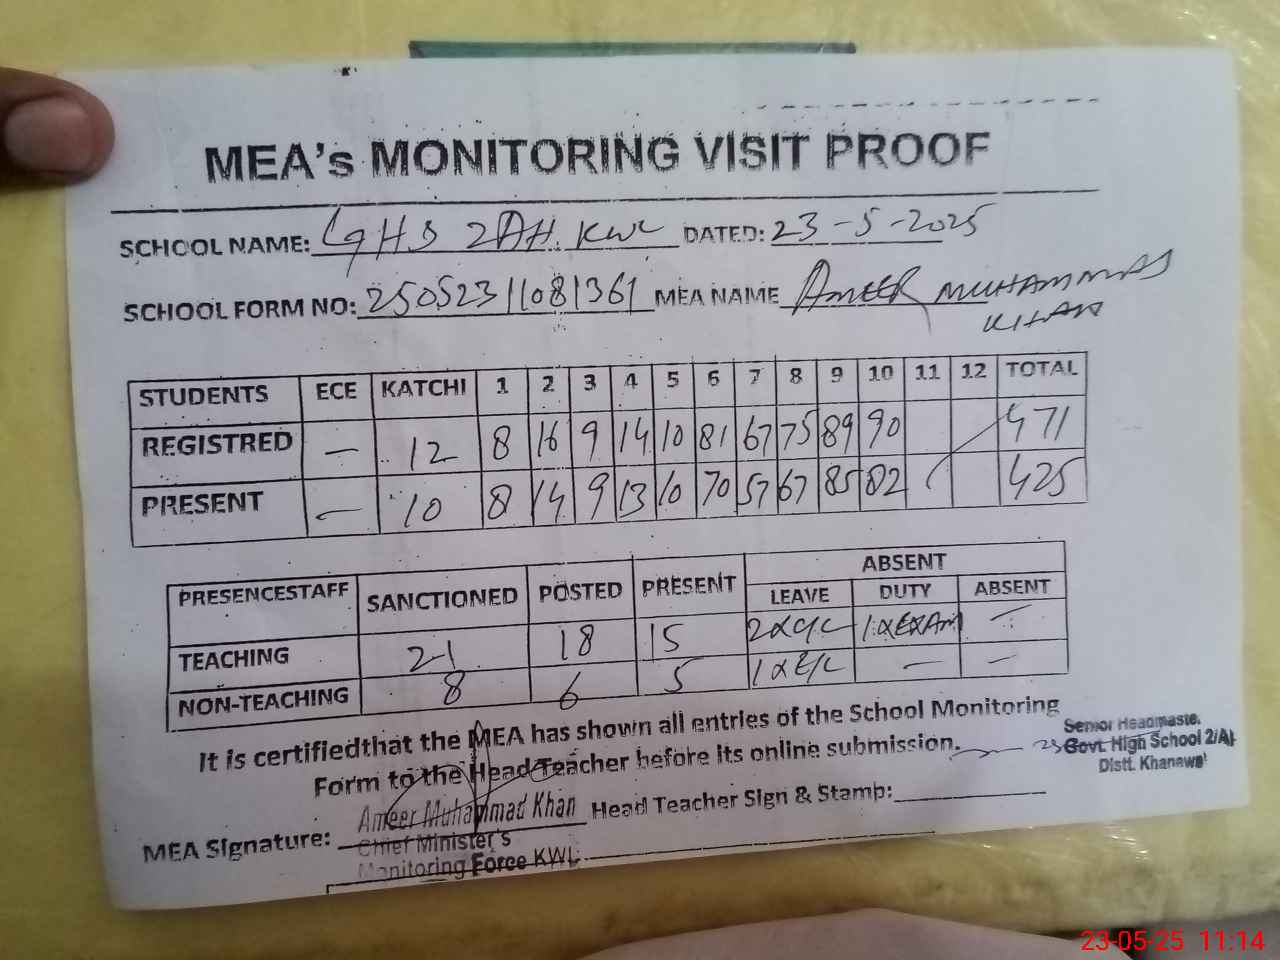 MEA's MONITORING VISIT PROOF
SCHOOL NAME: GHS 2AH. KWL DATED: 23-5-2025
SCHOOL FORM NO: 25052311081361 MEA NAME AMEER MUHAMMAD
KHAN
STUDENTS ECE KATCHI 1 2 3 4 5 6 7 8 9 10 11 12 TOTAL
REGISTRED — 12 8 16 9 14 10 81 67 75 89 90 471
PRESENT — 10 8 14 9 13 10 70 57 67 85 82 425
PRESENCESTAFF SANCTIONED POSTED PRESENT ABSENT
LEAVE DUTY ABSENT
TEACHING 21 18 15 2xC/L 1xEXAM —
NON-TEACHING 8 6 5 1xE/L — —
It is certifiedthat the MEA has shown all entries of the School Monitoring
Form to the Head Teacher before its online submission.
Senior Headmaste.
Govt. High School 2/AH
Distt. Khanewal
MEA Signature: Ameer Muhammad Khan Head Teacher Sign & Stamp:
Chief Minister's
Monitoring Force KWL
23-05-25 11:14